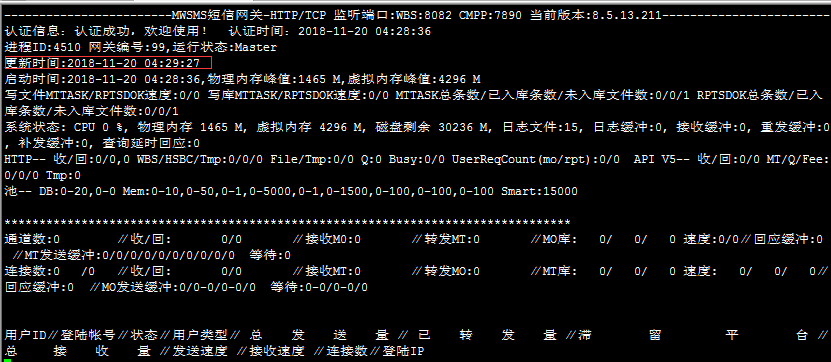 ------------------------MWSMS短信网关-HTTP/TCP 监听端口:WBS:8082 CMPP:7890 当前版本:8.5.13.211------------------------
认证信息: 认证成功，欢迎使用！ 认证时间: 2018-11-20 04:28:36
进程ID:4510 网关编号:99,运行状态:Master
更新时间:2018-11-20 04:29:27
启动时间:2018-11-20 04:28:36,物理内存峰值:1465 M,虚拟内存峰值:4296 M
写文件MTTASK/RPTSDOK速度:0/0 写库MTTASK/RPTSDOK速度:0/0 MTTASK总条数/已入库条数/未入库文件数:0/0/1 RPTSDOK总条数/已入
库条数/未入库文件数:0/0/1
系统状态: CPU 0 %, 物理内存 1465 M, 虚拟内存 4296 M, 磁盘剩余 30236 M, 日志文件:15, 日志缓冲:0, 接收缓冲:0, 重发缓冲:0
, 补发缓冲:0, 查询延时回应:0
HTTP-- 收/回:0/0,0 WBS/HSBC/Tmp:0/0/0 File/Tmp:0/0 Q:0 Busy:0/0 UserReqCount(mo/rpt):0/0 API V5-- 收/回:0/0 MT/Q/Fee:
0/0/0 Tmp:0
池-- DB:0-20,0-0 Mem:0-10,0-50,0-1,0-5000,0-1,0-1500,0-100,0-100,0-100 Smart:15000
*********************************************************************************
通道数:0 //收/回: 0/0 //接收MO:0 //转发MT:0 //MO库: 0/ 0/ 0 速度:0/0//回应缓冲:0
//MT发送缓冲:0/0/0/0/0/0/0/0/0/0 等待:0
连接数:0 /0 //收/回: 0/0 //接收MT:0 //转发MO:0 //MT库: 0/ 0/ 0 速度: 0/ 0/ 0//
回应缓冲:0 //MO发送缓冲:0/0-0/0-0/0 等待:0-0/0-0/0
用户ID//登陆帐号//状态//用户类型// 总 发 送 量 // 已 转 发 量 //滞 留 平 台 //
总 接 收 量 //发送速度 //接收速度 //连接数//登陆IP